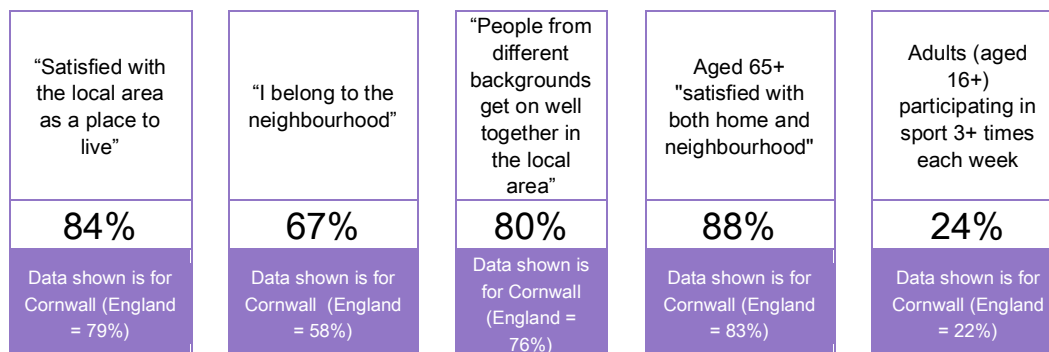 “Satisfied with
the local area
as a place to
live”
84%
Data shown is for
Cornwall (England
= 79%)
“I belong to the
neighbourhood”
67%
Data shown is for
Cornwall (England
= 58%)
“People from
different
backgrounds
get on well
together in
the local
area”
80%
Data shown is
for Cornwall
(England =
76%)
Aged 65+
"satisfied with
both home and
neighbourhood"
88%
Data shown is for
Cornwall (England
= 83%)
Adults (aged
16+)
participating in
sport 3+ times
each week
24%
Data shown is for
Cornwall (England
= 22%)